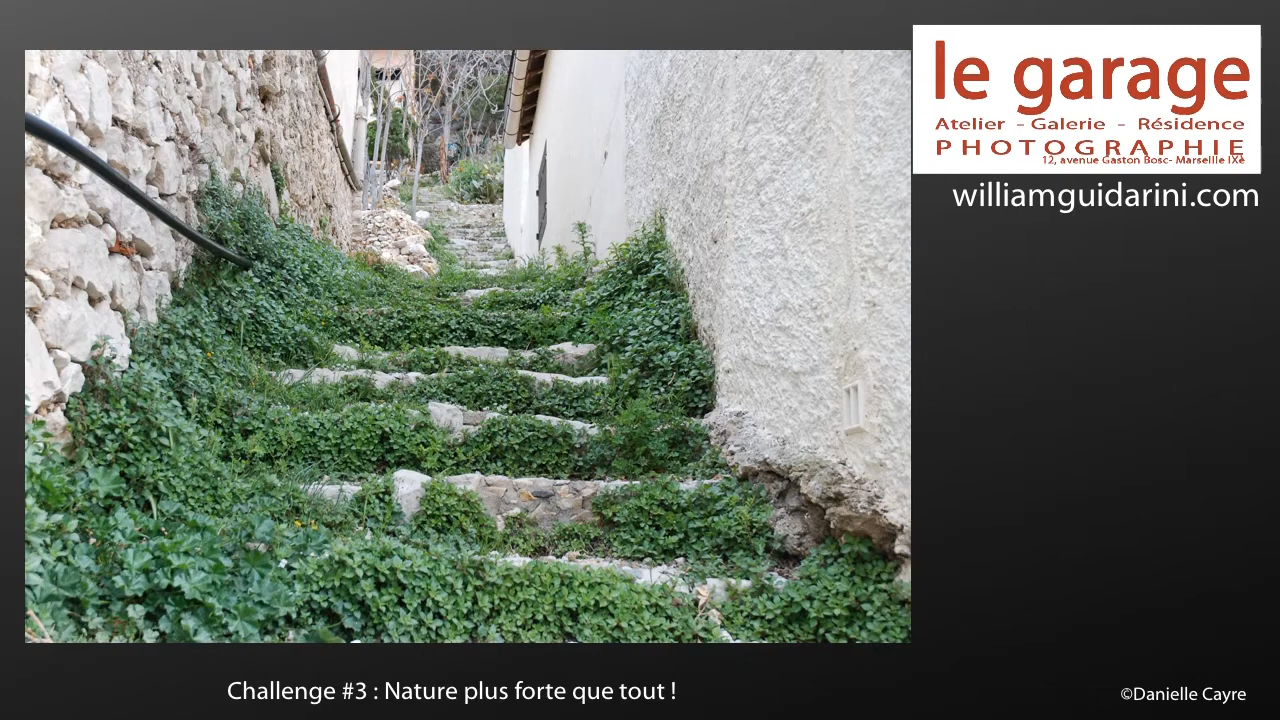 le garage
Atelier - Galerie - Résidence
PHOTOGRAPHIE
12, avenue Gaston Bosc- Marseille IXè
williamguidarini.com
Challenge #3 : Nature plus forte que tout !
©Danielle Cayre